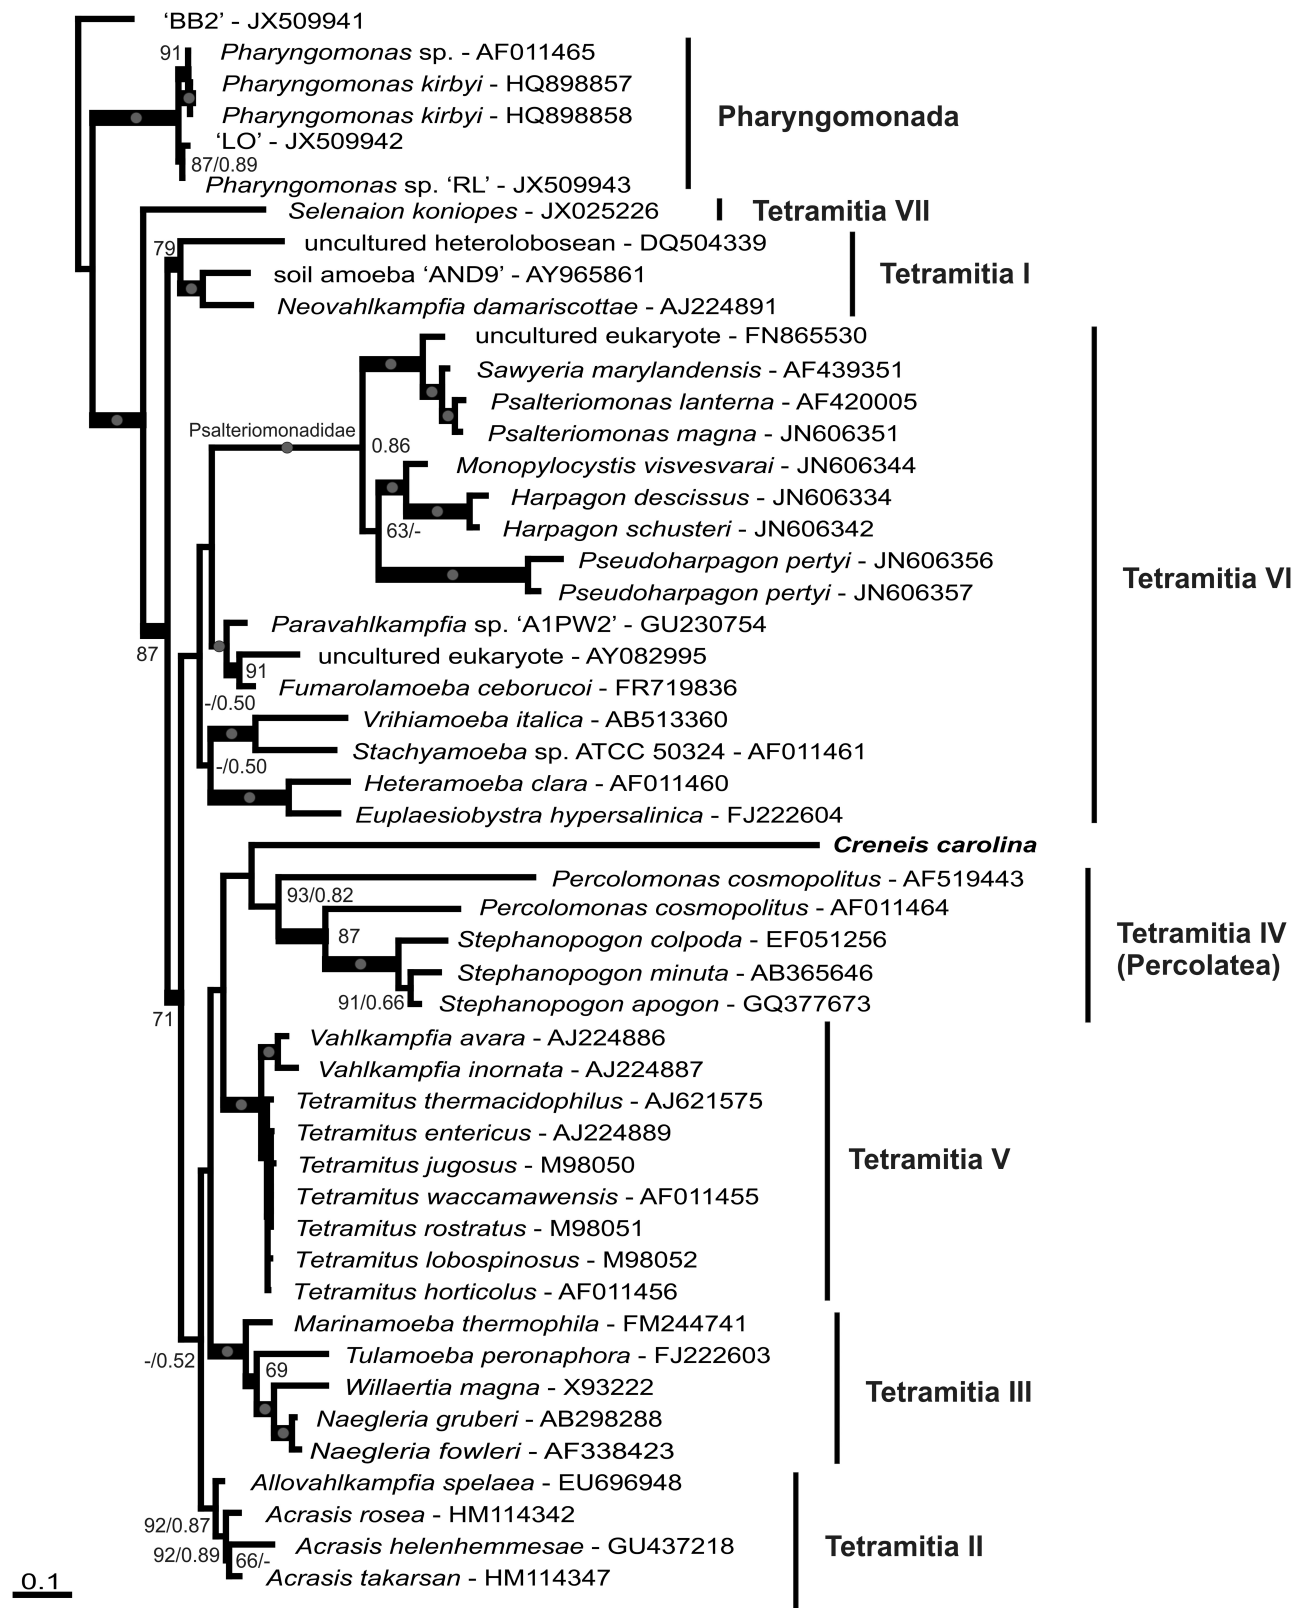 ‘BB2’ - JX509941
91
Pharyngomonas sp. - AF011465
Pharyngomonas kirbyi - HQ898857
Pharyngomonas kirbyi - HQ898858
Pharyngomonada
‘LO’ - JX509942
87/0.89
Pharyngomonas sp. ‘RL’ - JX509943
Selenaion koniopes - JX025226
Tetramitia VII
79
uncultured heterolobosean - DQ504339
soil amoeba ‘AND9’ - AY965861
Tetramitia I
Neovahlkampfia damariscottae - AJ224891
uncultured eukaryote - FN865530
Sawyeria marylandensis - AF439351
Psalteriomonas lanterna - AF420005
Psalteriomonadidae
Psalteriomonas magna - JN606351
0.86
Monopylocystis visvesvarai - JN606344
Harpagon descissus - JN606334
63/-
Harpagon schusteri - JN606342
Pseudoharpagon pertyi - JN606356
Tetramitia VI
Pseudoharpagon pertyi - JN606357
Paravahlkampfia sp. ‘A1PW2’ - GU230754
87
uncultured eukaryote - AY082995
91
Fumarolamoeba ceborucoi - FR719836
-/0.50
Vrihiamoeba italica - AB513360
Stachyamoeba sp. ATCC 50324 - AF011461
-/0.50
Heteramoeba clara - AF011460
Euplaesiobystra hypersalinica - FJ222604
Creneis carolina
Percolomonas cosmopolitus - AF519443
93/0.82
Percolomonas cosmopolitus - AF011464
87
Stephanopogon colpoda - EF051256
Tetramitia IV
(Percolatea)
Stephanopogon minuta - AB365646
91/0.66
Stephanopogon apogon - GQ377673
71
Vahlkampfia avara - AJ224886
Vahlkampfia inornata - AJ224887
Tetramitus thermacidophilus - AJ621575
Tetramitus entericus - AJ224889
Tetramitus jugosus - M98050
Tetramitia V
Tetramitus waccamawensis - AF011455
Tetramitus rostratus - M98051
Tetramitus lobospinosus - M98052
Tetramitus horticolus - AF011456
Marinamoeba thermophila - FM244741
-/0.52
Tulamoeba peronaphora - FJ222603
69
Willaertia magna - X93222
Tetramitia III
Naegleria gruberi - AB298288
Naegleria fowleri - AF338423
Allovahlkampfia spelaea - EU696948
Acrasis rosea - HM114342
92/0.87
Acrasis helenhemmesae - GU437218
Tetramitia II
92/0.89
66/-
Acrasis takarsan - HM114347
0.1